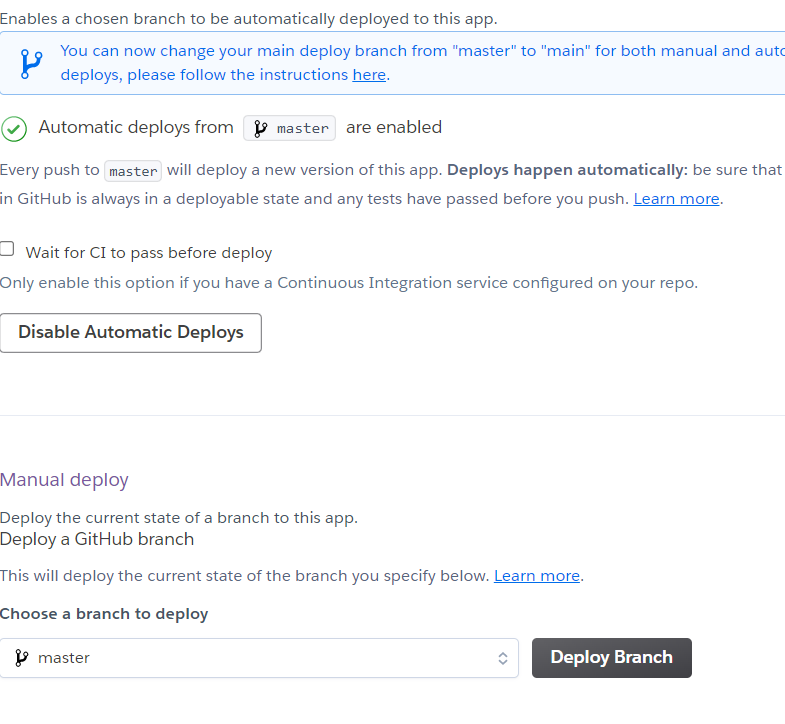 Enables a chosen branch to be automatically deployed to this app.
You can now change your main deploy branch from "master" to "main" for both manual and auto
deploys, please follow the instructions here.
Automatic deploys from master are enabled
Every push to master will deploy a new version of this app. Deploys happen automatically: be sure that
in GitHub is always in a deployable state and any tests have passed before you push. Learn more.
Wait for CI to pass before deploy
Only enable this option if you have a Continuous Integration service configured on your repo.
Disable Automatic Deploys
Manual deploy
Deploy the current state of a branch to this app.
Deploy a GitHub branch
This will deploy the current state of the branch you specify below. Learn more.
Choose a branch to deploy
master
Deploy Branch